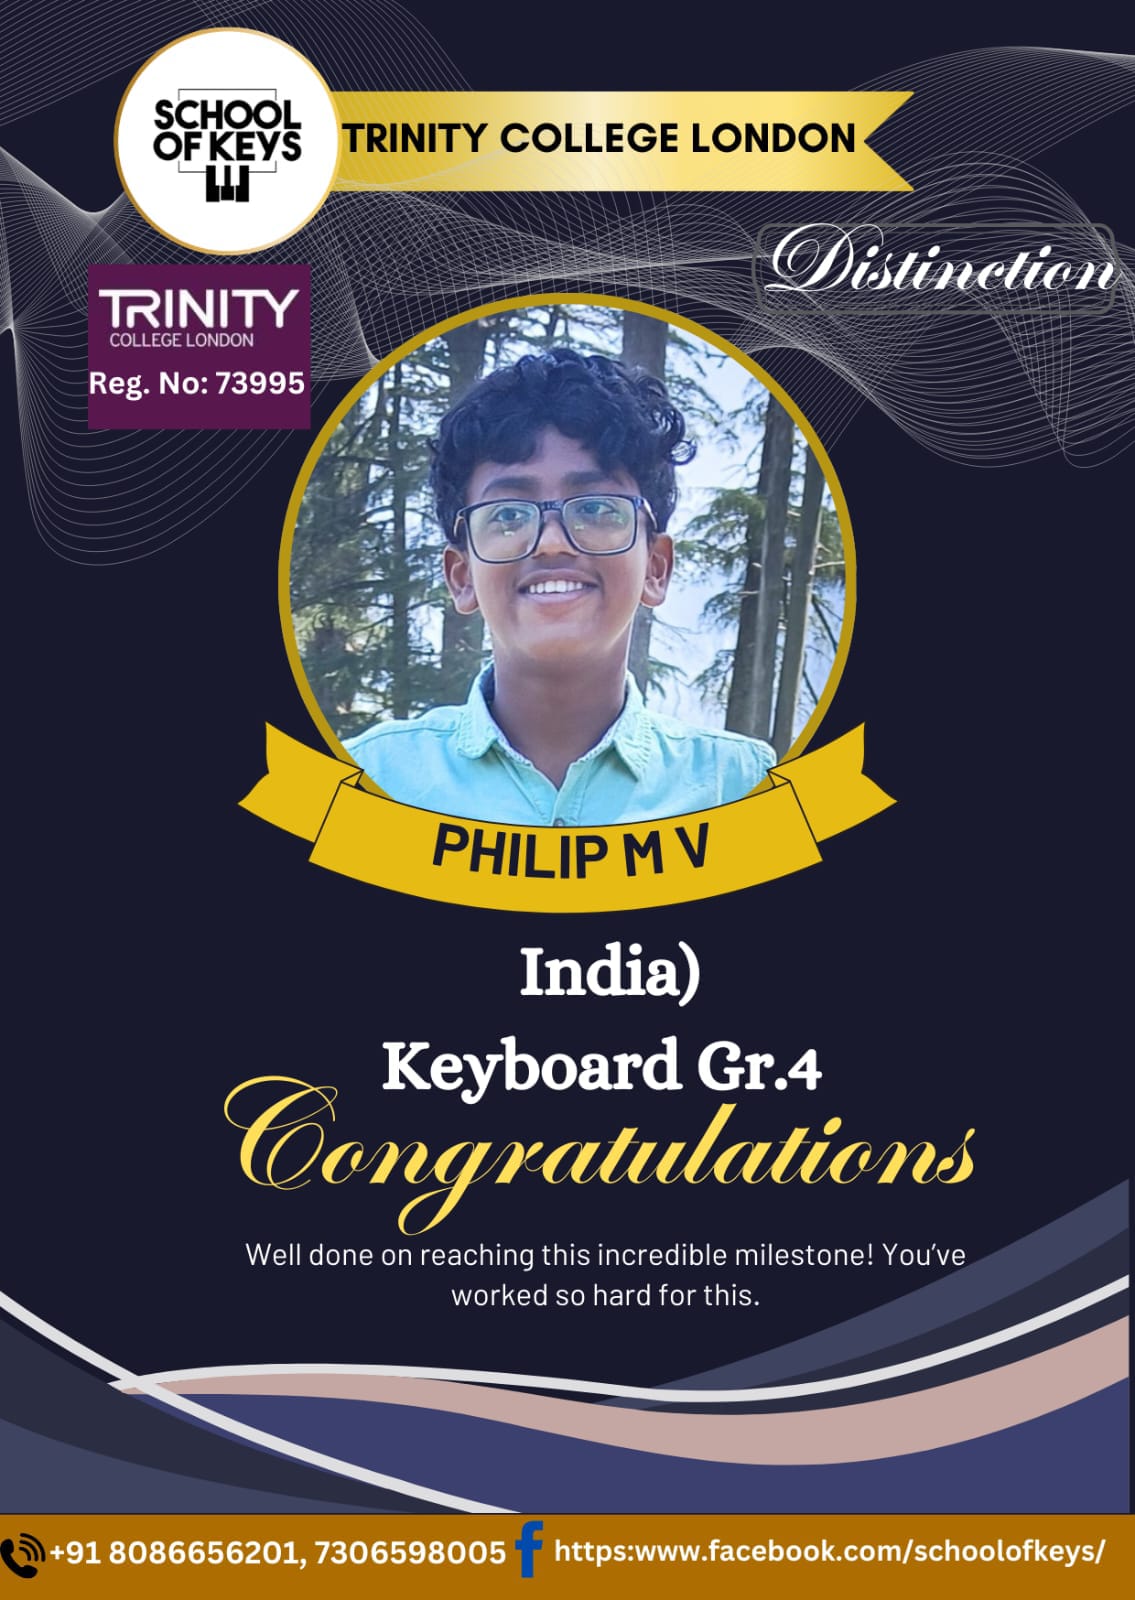 SCHOOL
OF KEYS
TRINITY COLLEGE LONDON
Distinction
TRINITY
COLLEGE LONDON
Reg. No: 73995
PHILIP M V
India)
Keyboard Gr.4
Congratulations
Well done on reaching this incredible milestone! You’ve
worked so hard for this.
+91 8086656201, 7306598005 f https:www.facebook.com/schoolofkeys/